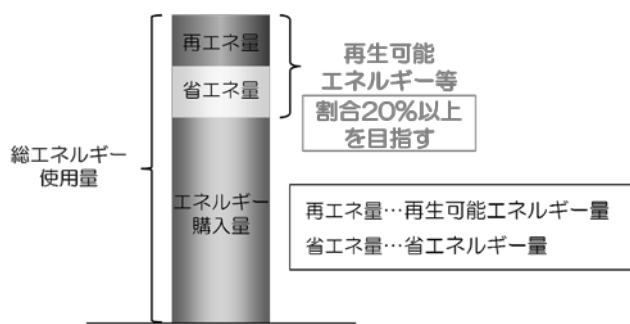 再エネ量
省エネ量
エネルギー
購入量
総エネルギー
使用量
再生可能
エネルギー等
割合20%以上
を目指す
再エネ量…再生可能エネルギー量
省エネ量…省エネルギー量